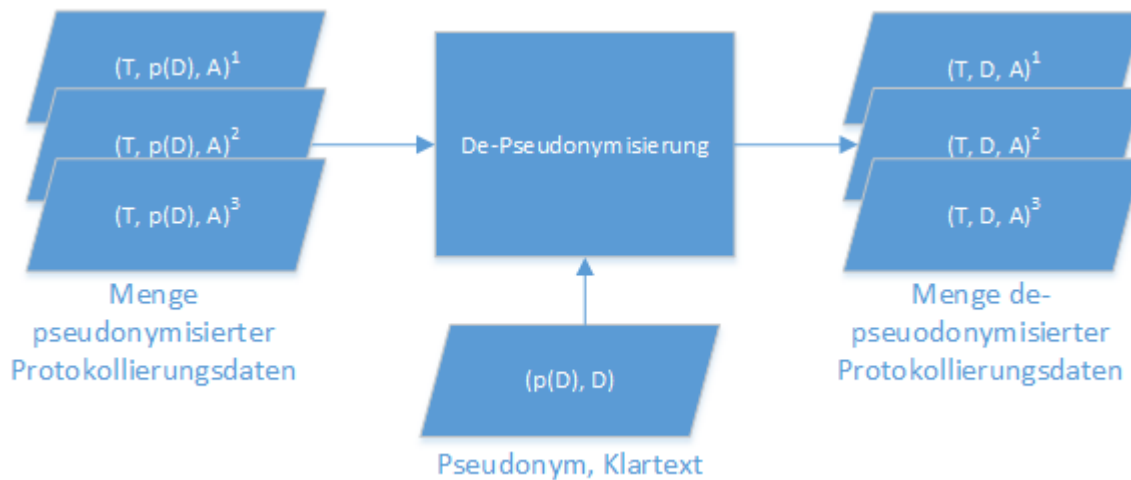 (T, p(D), A)¹
(T, p(D), A)²
(T, p(D), A)³
Menge
pseudonymisierter
Protokollierungsdaten
De-Pseudonymisierung
(p(D), D)
Pseudonym, Klartext
(T, D, A)¹
(T, D, A)²
(T, D, A)³
Menge de-
pseuodonymisierter
Protokollierungsdaten